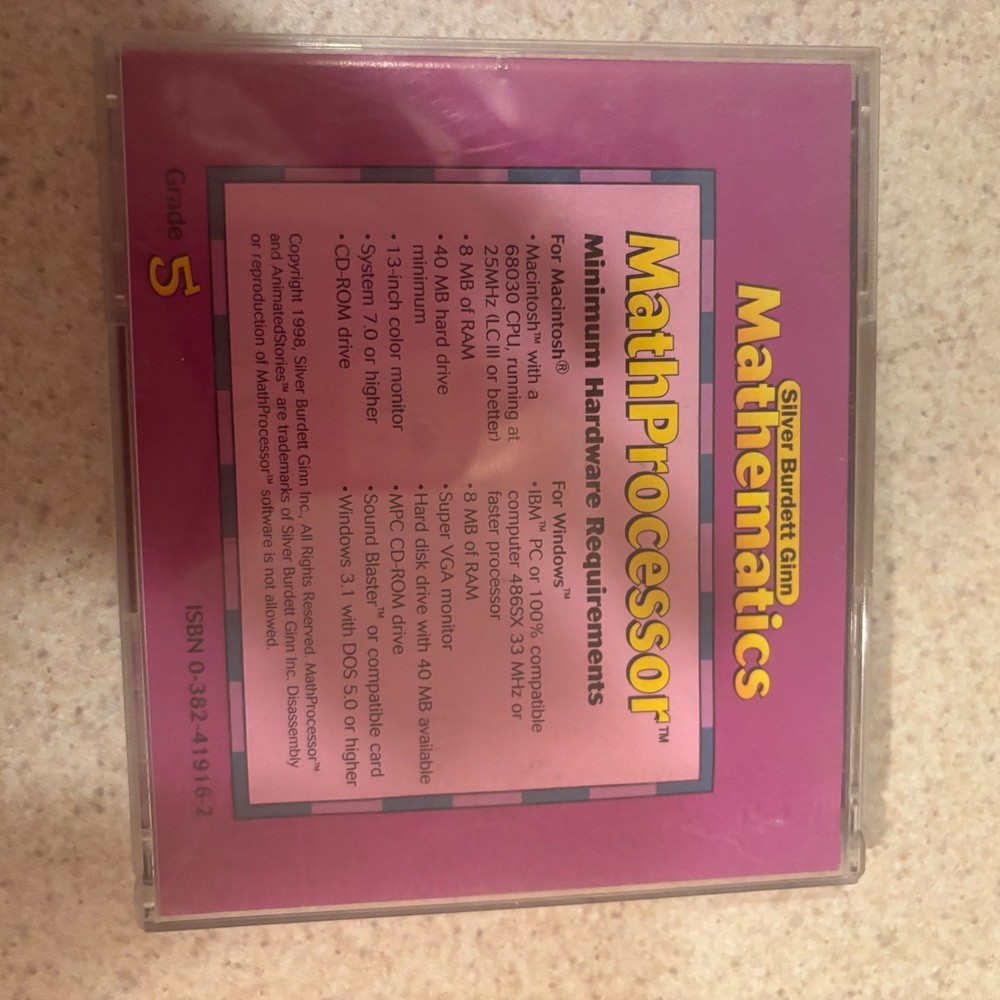 Silver Burdett Ginn
Mathematics
MathProcessor™
Minimum Hardware Requirements
For Macintosh®
• Macintosh™ with a
68030 CPU, running at
25MHz (LC III or better)
• 8 MB of RAM
• 40 MB hard drive
minimum
• 13-inch color monitor
• System 7.0 or higher
• CD-ROM drive
For Windows™
• IBM™ PC or 100% compatible
computer 486SX 33 MHz or
faster processor
• 8 MB of RAM
• Super VGA monitor
• Hard disk drive with 40 MB available
• MPC CD-ROM drive
• Sound Blaster™ or compatible card
• Windows 3.1 with DOS 5.0 or higher
Copyright 1998, Silver Burdett Ginn Inc., All Rights Reserved. MathProcessor™
and AnimatedStories™ are trademarks of Silver Burdett Ginn Inc. Disassembly
or reproduction of MathProcessor™ software is not allowed.
Grade 5
ISBN 0-382-41916-2